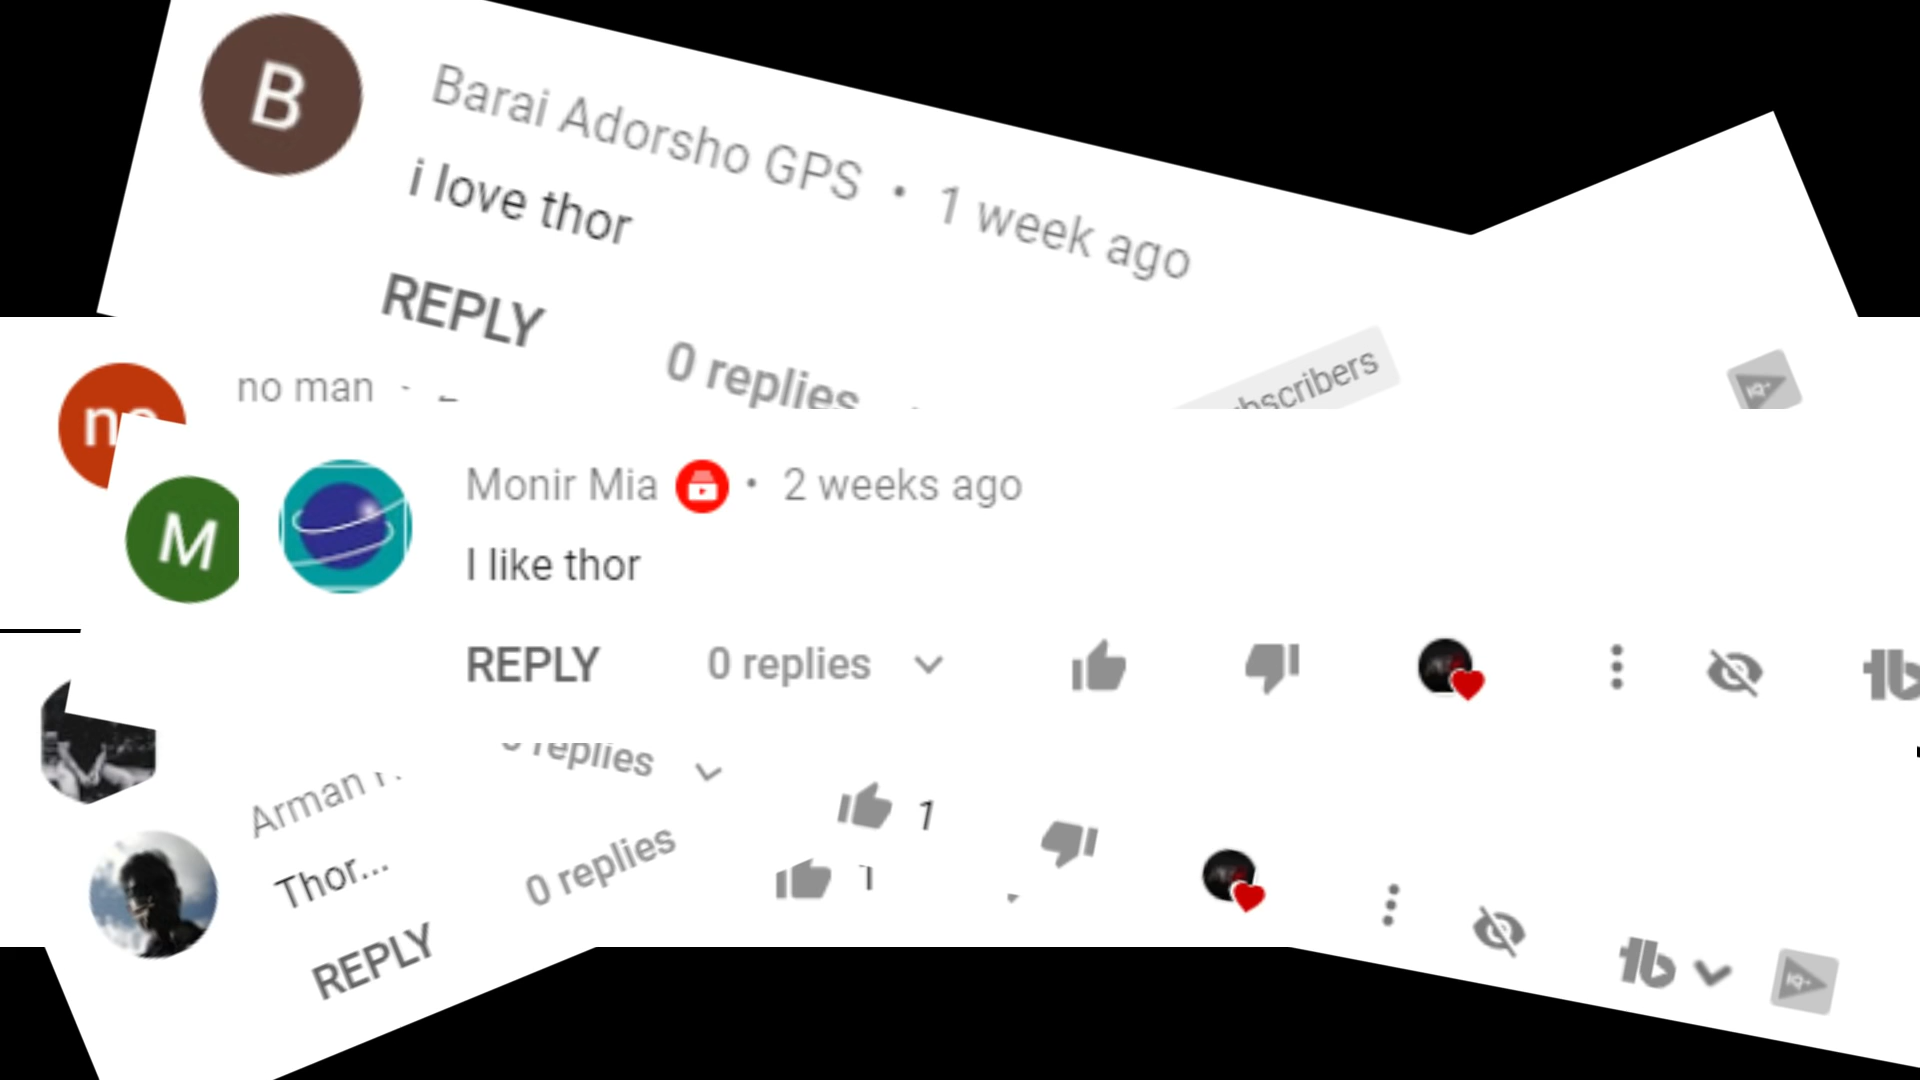 B
Barai Adorsho GPS • 1 week ago
i love thor
REPLY
0 replies
no man
M
Monir Mia • 2 weeks ago
I like thor
REPLY 0 replies
replies
1
Arman
Thor...
0 replies
1
REPLY